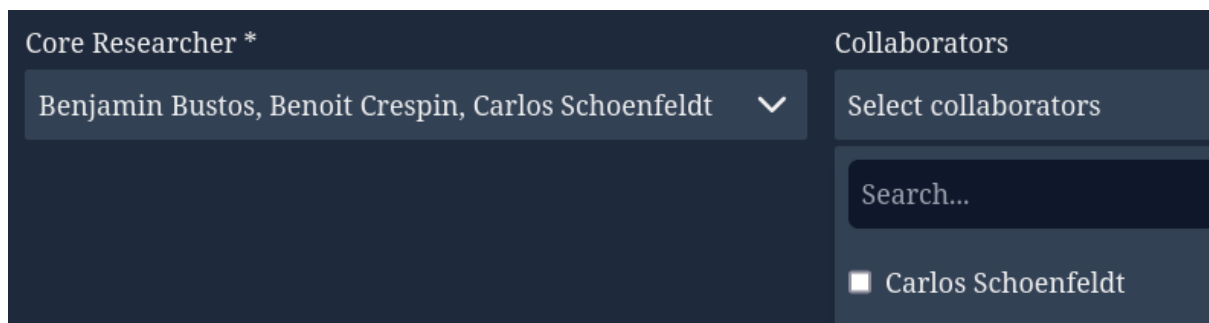 Core Researcher *
Benjamin Bustos, Benoit Crespin, Carlos Schoenfeldt
Collaborators
Select collaborators
Search...
Carlos Schoenfeldt